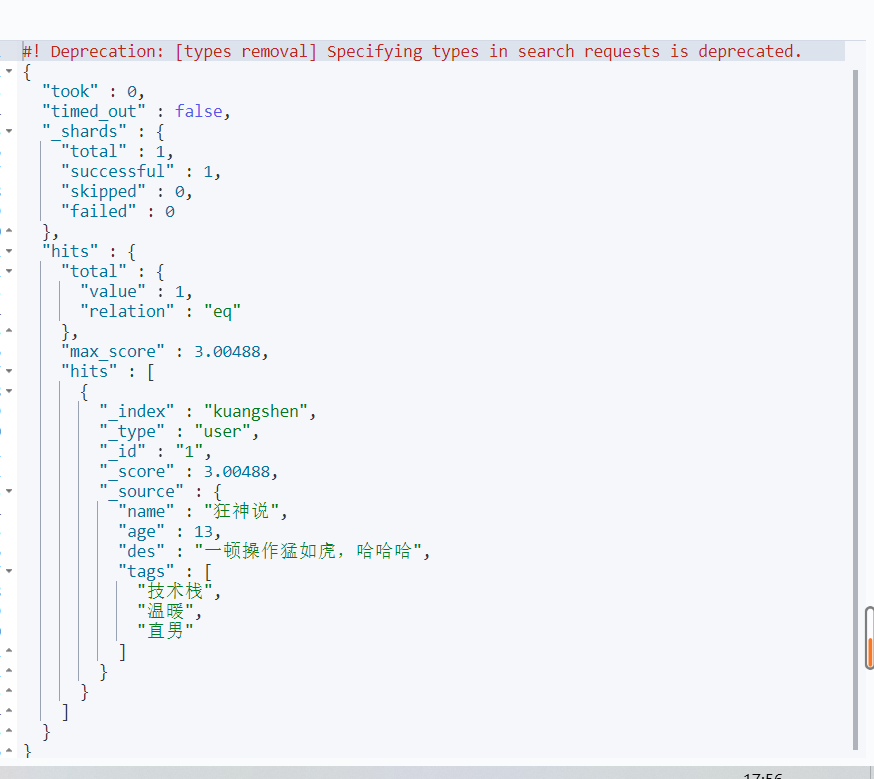 #! Deprecation: [types removal] Specifying types in search requests is deprecated.
{
  "took" : 0,
  "timed_out" : false,
  "_shards" : {
    "total" : 1,
    "successful" : 1,
    "skipped" : 0,
    "failed" : 0
  },
  "hits" : {
    "total" : {
      "value" : 1,
      "relation" : "eq"
    },
    "max_score" : 3.00488,
    "hits" : [
      {
        "_index" : "kuangshen",
        "_type" : "user",
        "_id" : "1",
        "_score" : 3.00488,
        "_source" : {
          "name" : "狂神说",
          "age" : 13,
          "des" : "一顿操作猛如虎，哈哈哈",
          "tags" : [
            "技术栈",
            "温暖",
            "直男"
          ]
        }
      }
    ]
  }
}
17:56